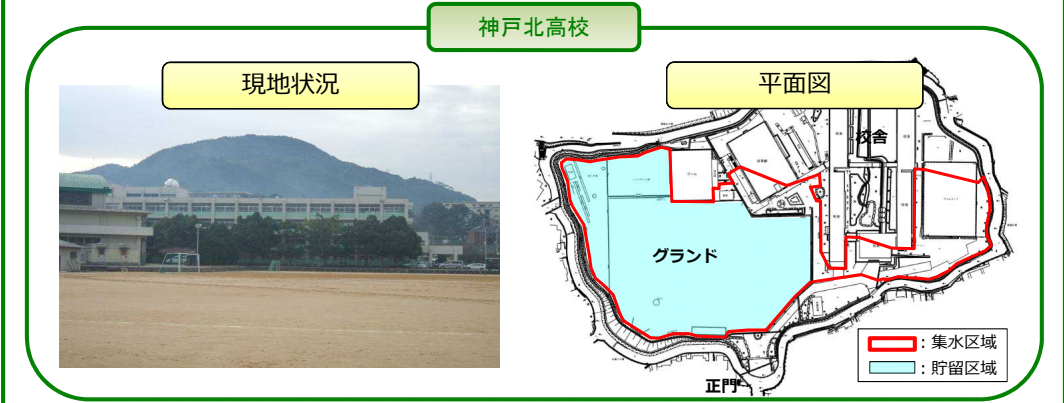 神戸北高校
現地状況
平面図
校舎
グランド
：集水区域
：貯留区域
正門